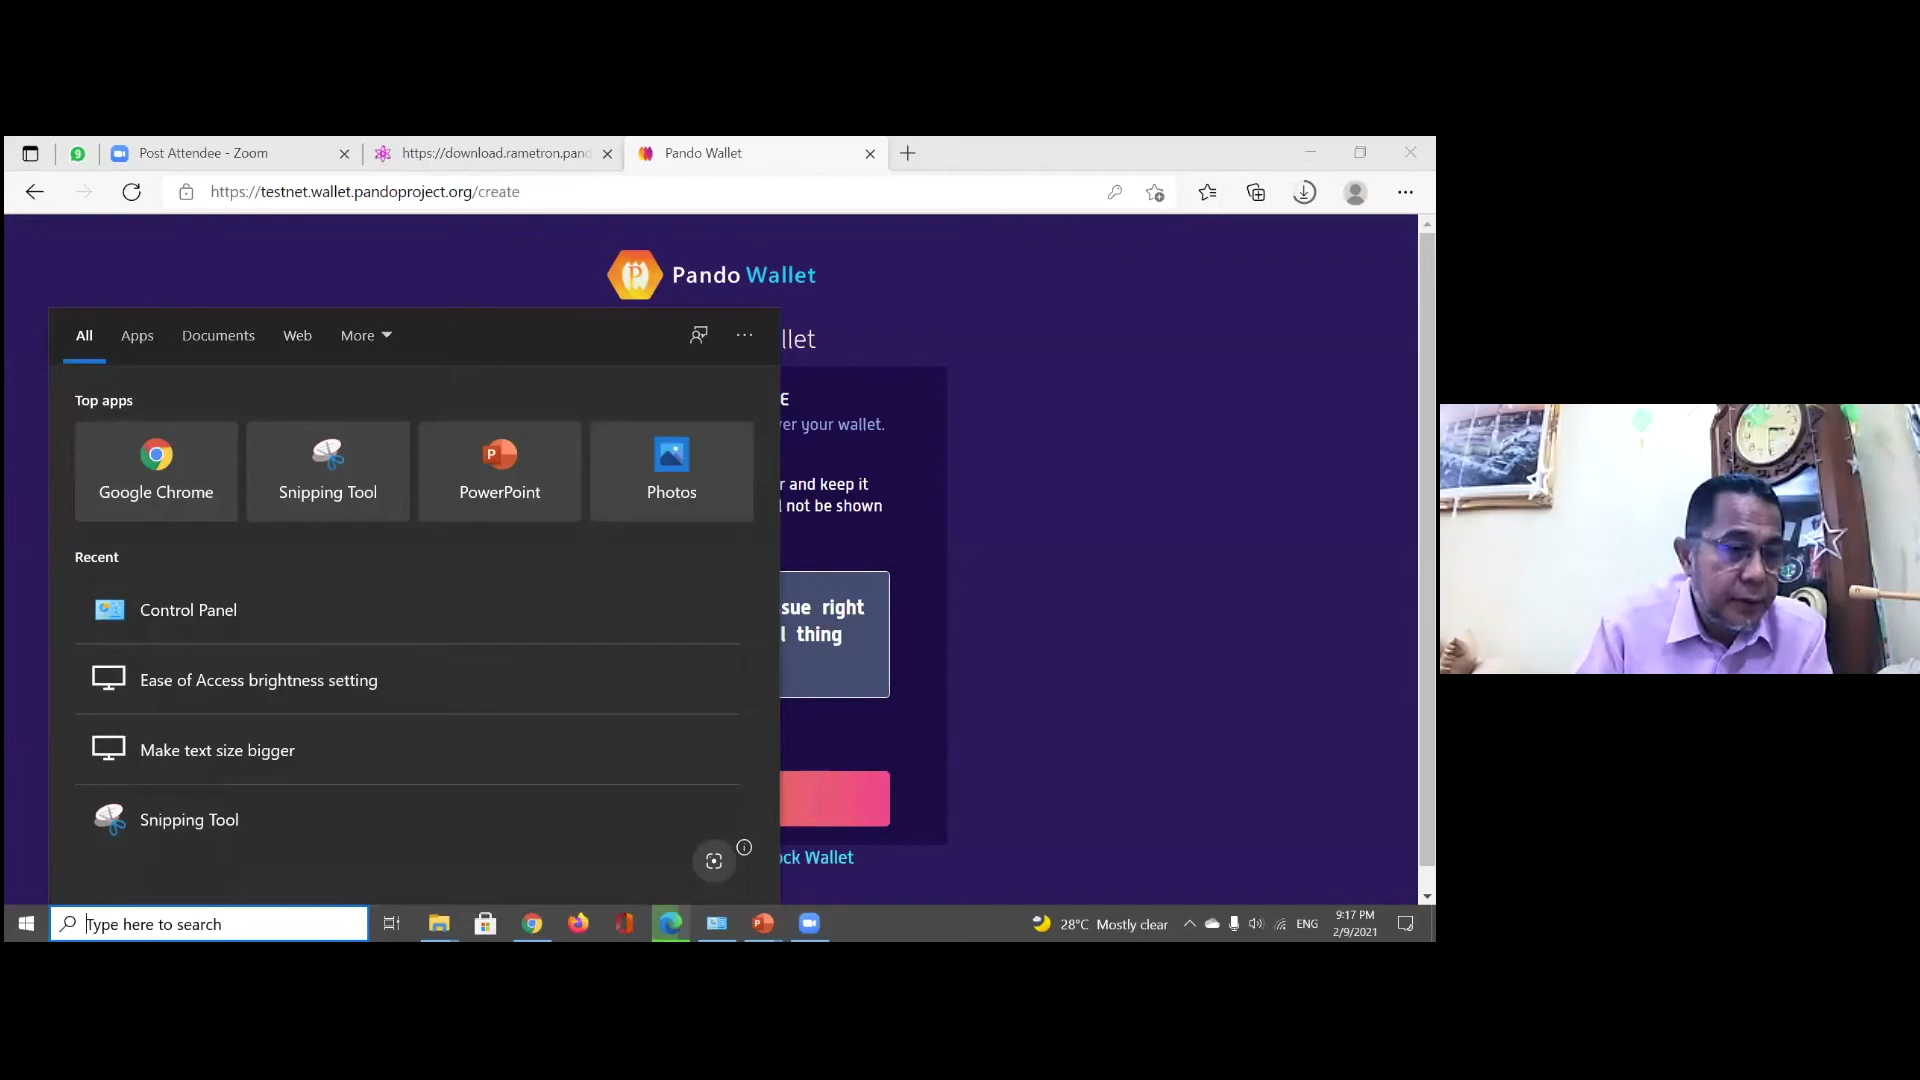 Post Attendee - Zoom
https://download.rametron.pand
Pando Wallet
https://testnet.wallet.pandoproject.org/create
Pando Wallet
All
Apps
Documents
Web
More
llet
Top apps
E
er your wallet.
Google Chrome
Snipping Tool
PowerPoint
Photos
r and keep it
not be shown
Recent
Control Panel
sue right
l thing
Ease of Access brightness setting
Make text size bigger
Snipping Tool
ck Wallet
Type here to search
28°C Mostly clear
ENG
9:17 PM
2/9/2021